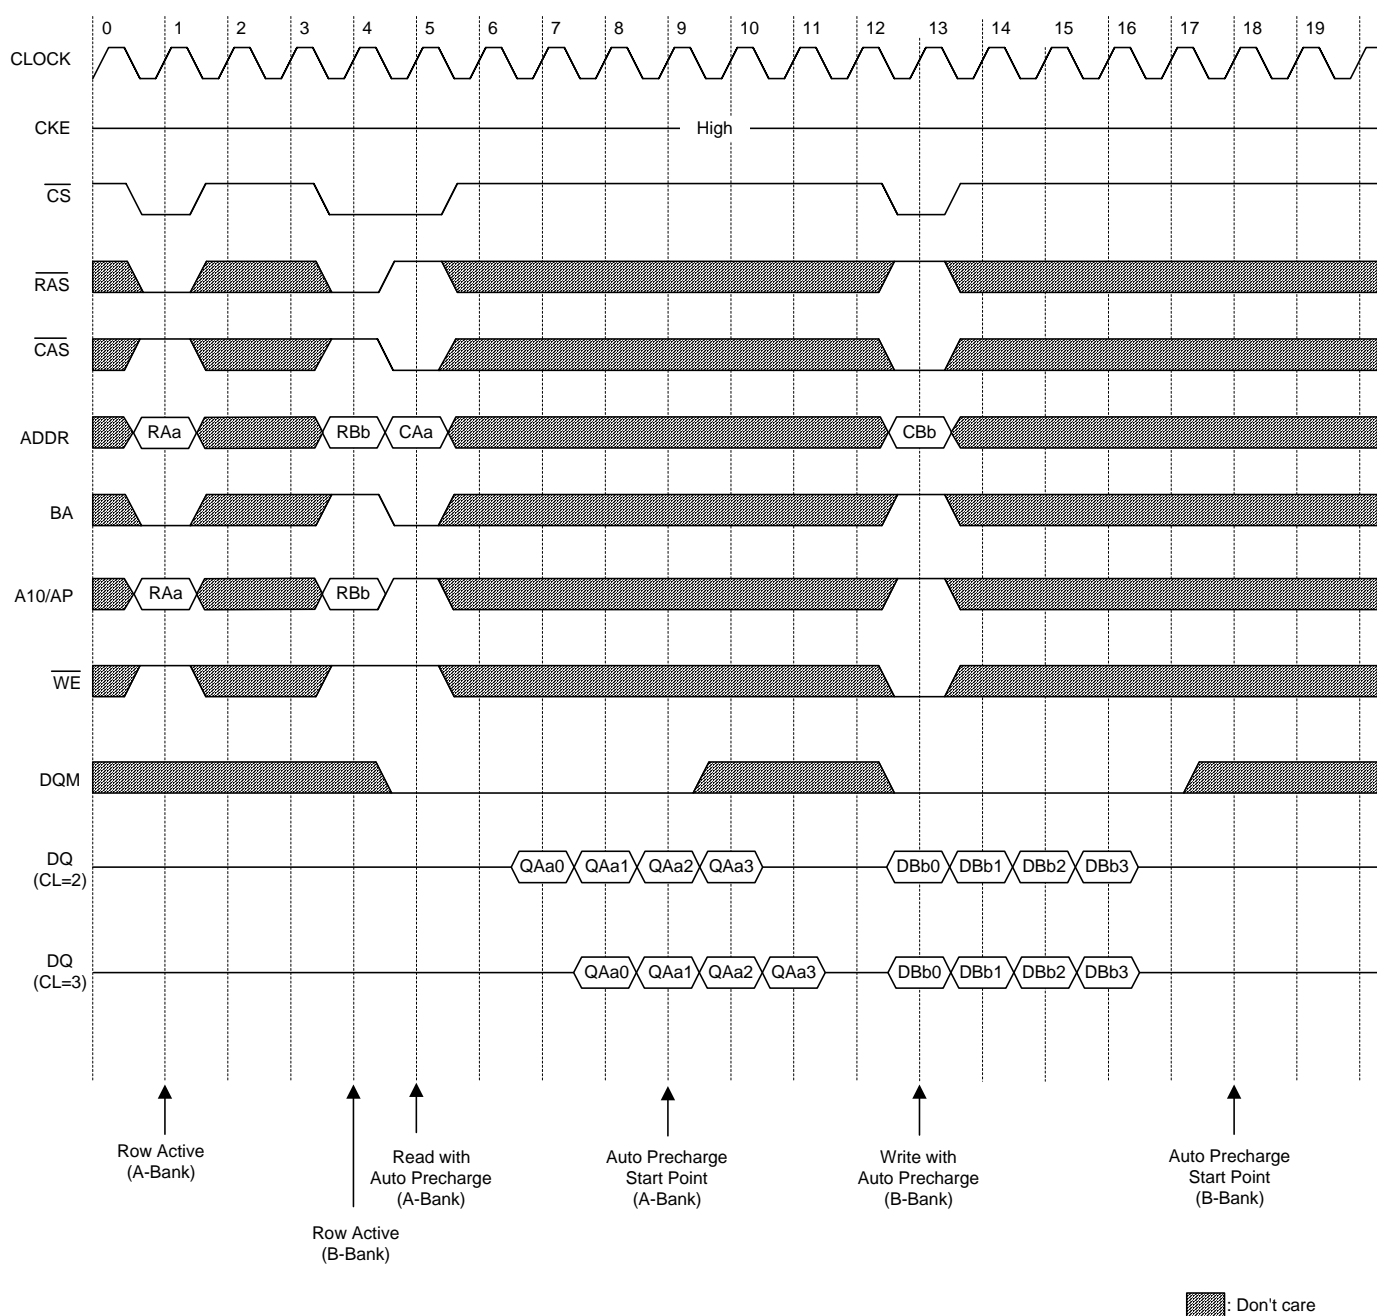 0 1 2 3 4 5 6 7 8 9 10 11 12 13 14 15 16 17 18 19
CLOCK
CKE High
CS
RAS
CAS
ADDR RAa RBb CAa CBb
BA
A10/AP RAa RBb
WE
DQM
DQ
(CL=2) QAa0 QAa1 QAa2 QAa3 DBb0 DBb1 DBb2 DBb3
DQ
(CL=3) QAa0 QAa1 QAa2 QAa3 DBb0 DBb1 DBb2 DBb3
Row Active
(A-Bank)
Row Active
(B-Bank)
Read with
Auto Precharge
(A-Bank)
Auto Precharge
Start Point
(A-Bank)
Write with
Auto Precharge
(B-Bank)
Auto Precharge
Start Point
(B-Bank)
: Don't care